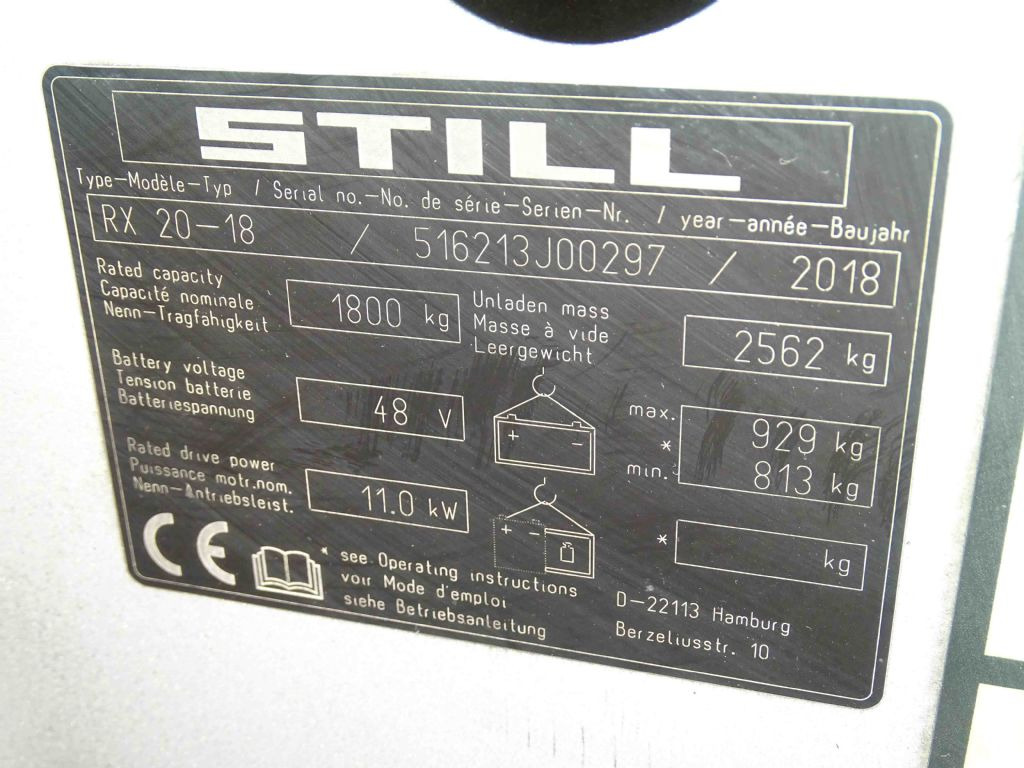 STILL
Type-Modèle-Typ / Serial no.-No. de série-Serien-Nr. / year-année-Baujahr
RX 20-18 / 516213J00297 / 2018
Rated capacity
Capacité nominale
Nenn-Tragfähigkeit
1800 kg
Unladen mass
Masse à vide
Leergewicht
2562 kg
Battery voltage
Tension batterie
Batteriespannung
48 V
+ -
max. 929 kg
*
min. 813 kg
Rated drive power
Puissance motr.nom.
Nenn-Antriebsleist.
11.0 kW
+ -
* kg
CE
* see Operating instructions
voir Mode d'emploi
siehe Betriebsanleitung
D-22113 Hamburg
Berzeliusstr. 10